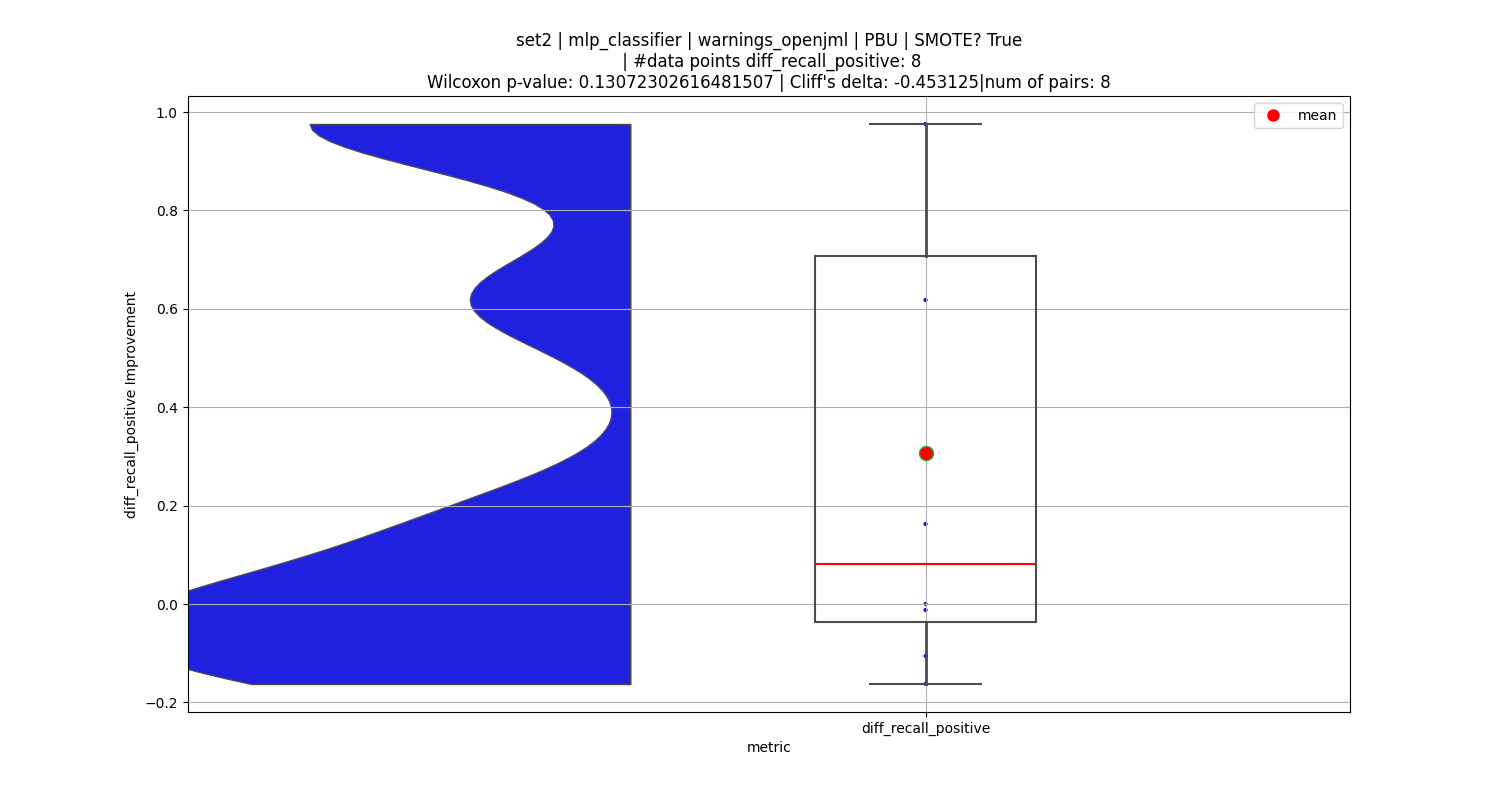 set2 | mlp_classifier | warnings_openjml | PBU | SMOTE? True
| #data points diff_recall_positive: 8
Wilcoxon p-value: 0.13072302616481507 | Cliff's delta: -0.453125|num of pairs: 8
mean
1.0
0.8
0.6
0.4
0.2
0.0
−0.2
diff_recall_positive Improvement
diff_recall_positive
metric